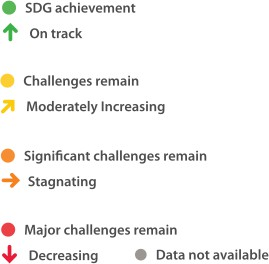 SDG achievement
On track
Challenges remain
Moderately Increasing
Significant challenges remain
Stagnating
Major challenges remain
Decreasing
Data not available